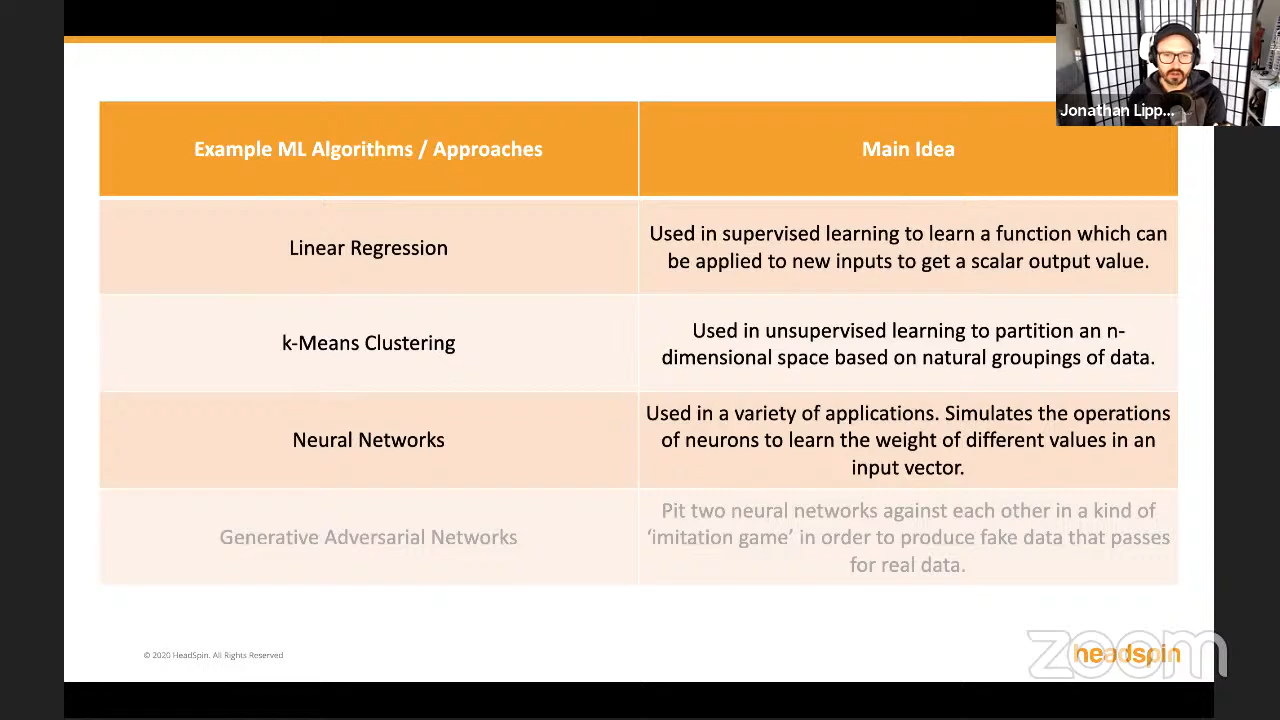 Jonathan Lipp...
Example ML Algorithms / Approaches
Main Idea
Linear Regression
Used in supervised learning to learn a function which can
be applied to new inputs to get a scalar output value.
k-Means Clustering
Used in unsupervised learning to partition an n-
dimensional space based on natural groupings of data.
Neural Networks
Used in a variety of applications. Simulates the operations
of neurons to learn the weight of different values in an
input vector.
Generative Adversarial Networks
Pit two neural networks against each other in a kind of
‘imitation game’ in order to produce fake data that passes
for real data.
© 2020 HeadSpin. All Rights Reserved
headspin
zoom